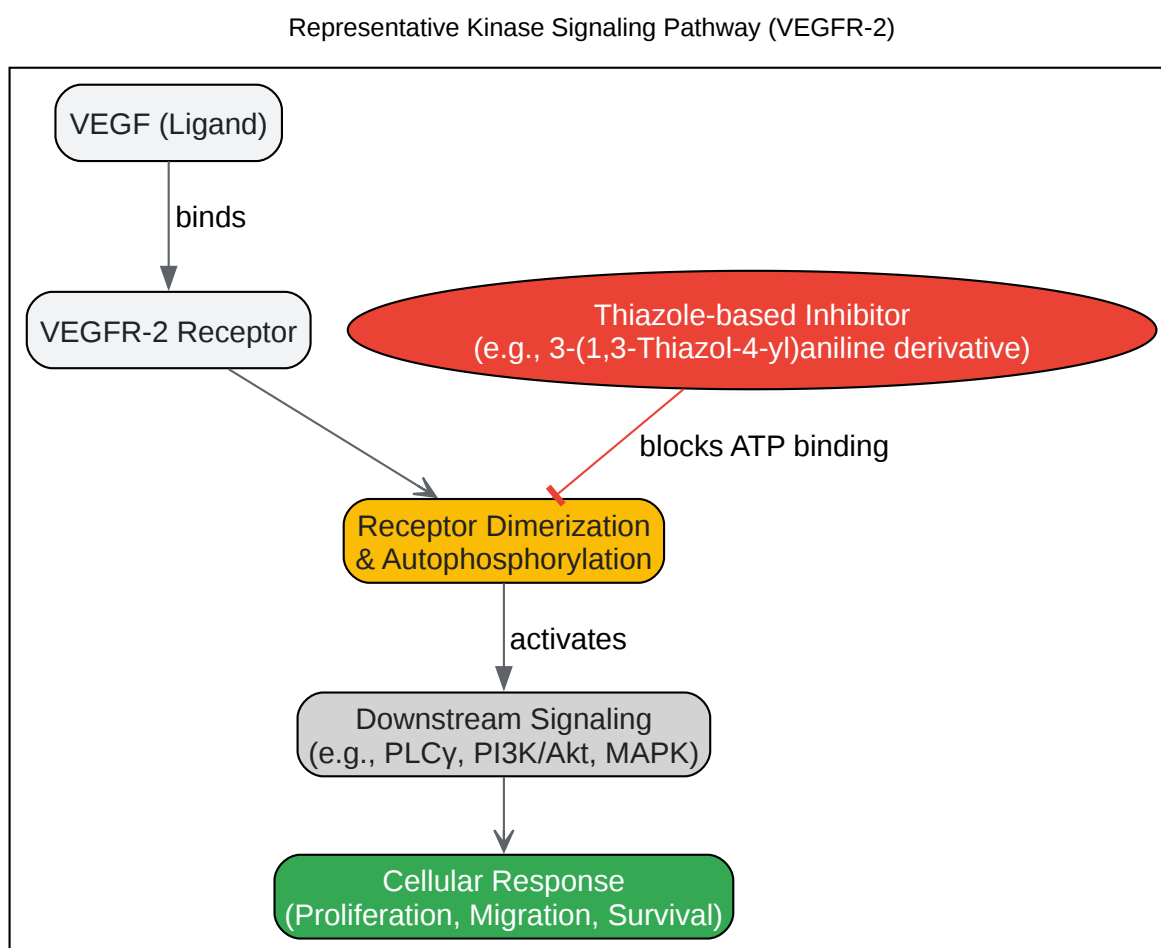 Representative Kinase Signaling Pathway (VEGFR-2)
VEGF (Ligand)
binds
VEGFR-2 Receptor
Thiazole-based Inhibitor
(e.g., 3-(1,3-Thiazol-4-yl)aniline derivative)
blocks ATP binding
Receptor Dimerization
& Autophosphorylation
activates
Downstream Signaling
(e.g., PLCγ, PI3K/Akt, MAPK)
Cellular Response
(Proliferation, Migration, Survival)